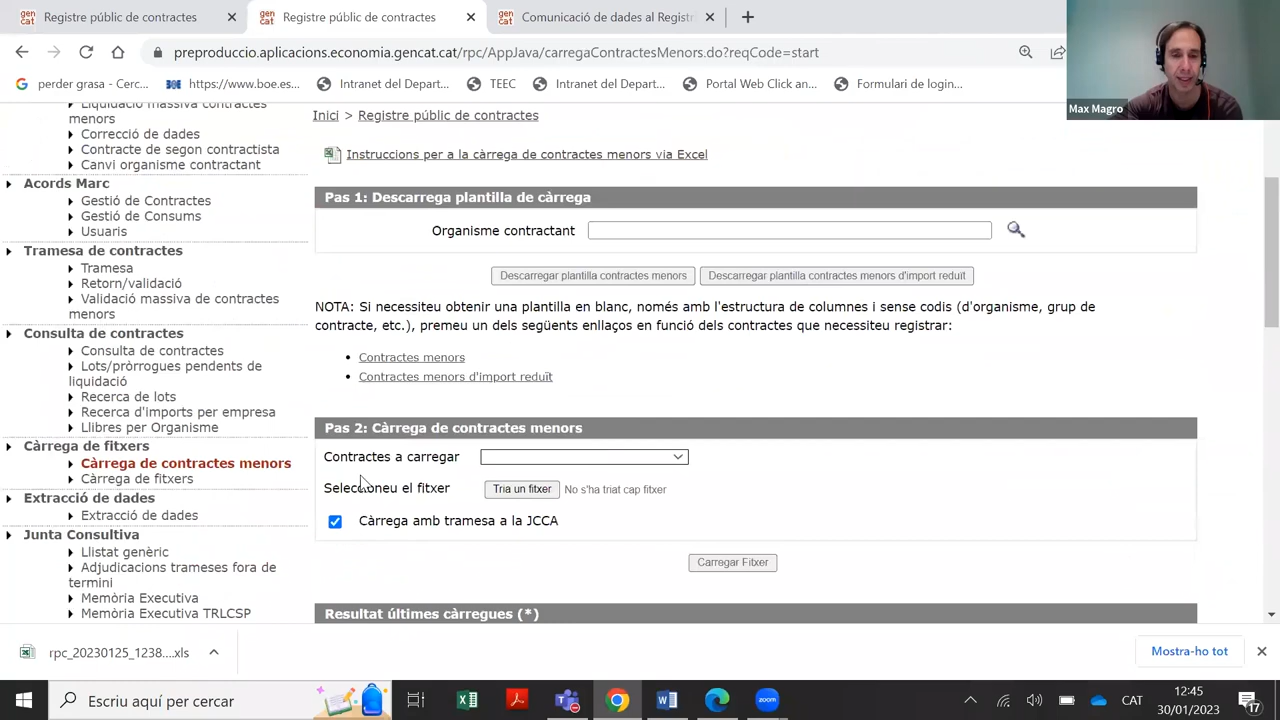 gencat Registre públic de contractes
gencat Registre públic de contractes
gencat Comunicació de dades al Regist
preproduccio.aplicacions.economia.gencat.cat/rpc/AppJava/carregaContractesMenors.do?reqCode=start
perder grasa - Cerc...
https://www.boe.es...
Intranet del Depart...
TEEC
Intranet del Depart...
Portal Web Click an...
Formulari de login...
Max Magro
Liquidació massiva contractes
menors
Correcció de dades
Contracte de segon contractista
Canvi organisme contractant
Acords Marc
Gestió de Contractes
Gestió de Consums
Usuaris
Tramesa de contractes
Tramesa
Retorn/validació
Validació massiva de contractes
menors
Consulta de contractes
Consulta de contractes
Lots/pròrrogues pendents de
liquidació
Recerca de lots
Recerca d'imports per empresa
Llibres per Organisme
Càrrega de fitxers
Càrrega de contractes menors
Càrrega de fitxers
Extracció de dades
Extracció de dades
Junta Consultiva
Llistat genèric
Adjudicacions trameses fora de
termini
Memòria Executiva
Memòria Executiva TRLCSP
Inici > Registre públic de contractes
Instruccions per a la càrrega de contractes menors via Excel
Pas 1: Descarrega plantilla de càrrega
Organisme contractant
Descarregar plantilla contractes menors
Descarregar plantilla contractes menors d'import reduït
NOTA: Si necessiteu obtenir una plantilla en blanc, només amb l'estructura de columnes i sense codis (d'organisme, grup de
contracte, etc.), premeu un dels següents enllaços en funció dels contractes que necessiteu registrar:
Contractes menors
Contractes menors d'import reduït
Pas 2: Càrrega de contractes menors
Contractes a carregar
Seleccioneu el fitxer Tria un fitxer No s'ha triat cap fitxer
Càrrega amb tramesa a la JCCA
Carregar Fitxer
Resultat últimes càrregues (*)
rpc_20230125_1238....xls
Mostra-ho tot
Escriu aquí per cercar
CAT
12:45
30/01/2023
17